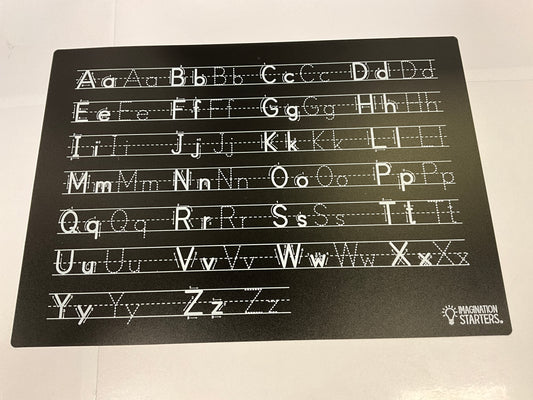 Aa Aa Bb Bb Cc Cc Dd Dd
Ee Ee Ff Ff Gg Gg Hh Hh
Ii Ii Jj Jj Kk Kk Ll Ll
Mm Mm Nn Nn Oo Oo Pp Pp
Qq Qq Rr Rr Ss Ss Tt Tt
Uu Uu Vv Vv Ww Ww Xx Xx
Yy Yy Zz Zz
IMAGINATION
STARTERS